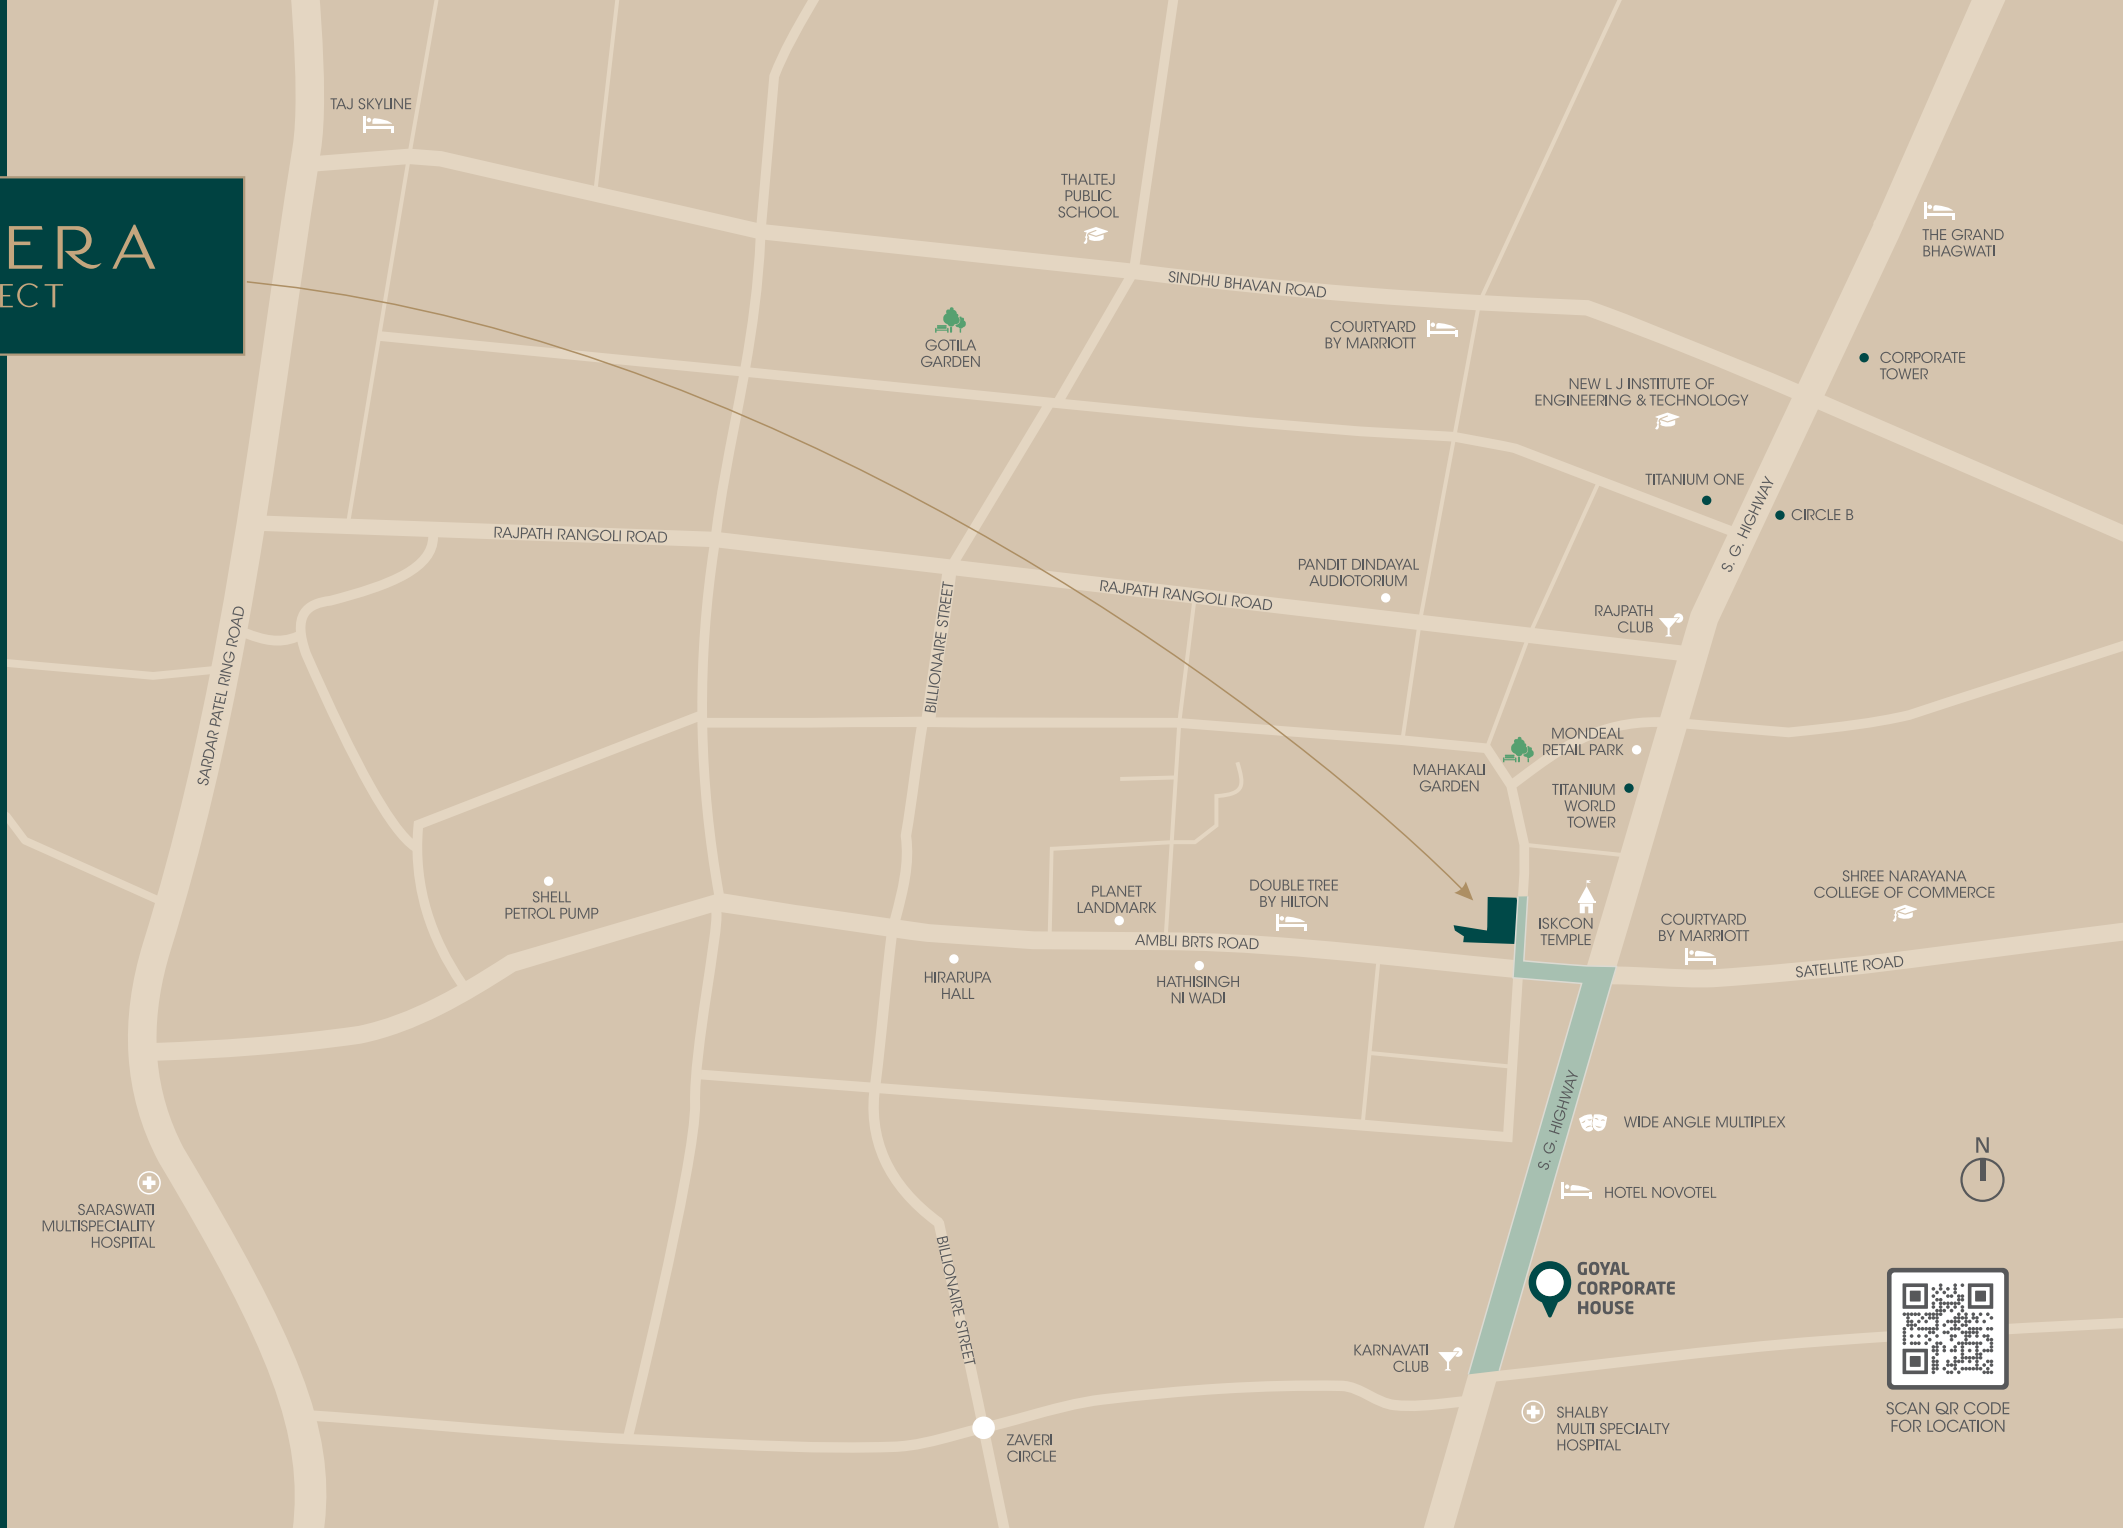 TAJ SKYLINE
THALTEJ
PUBLIC
SCHOOL
ERA
ECT
THE GRAND
BHAGWATI
SINDHU BHAVAN ROAD
COURTYARD
BY MARRIOTT
GOTILA
GARDEN
CORPORATE
TOWER
NEW L J INSTITUTE OF
ENGINEERING & TECHNOLOGY
TITANIUM ONE
CIRCLE B
S. G. HIGHWAY
RAJPATH RANGOLI ROAD
PANDIT DINDAYAL
AUDIOTORIUM
RAJPATH RANGOLI ROAD
RAJPATH
CLUB
SARDAR PATEL RING ROAD
BILLIONAIRE STREET
MONDEAL
RETAIL PARK
MAHAKALI
GARDEN
TITANIUM
WORLD
TOWER
SHELL
PETROL PUMP
PLANET
LANDMARK
DOUBLE TREE
BY HILTON
SHREE NARAYANA
COLLEGE OF COMMERCE
ISKCON
TEMPLE
COURTYARD
BY MARRIOTT
AMBLI BRTS ROAD
SATELLITE ROAD
HIRARUPA
HALL
HATHISINGH
NI WADI
S. G. HIGHWAY
WIDE ANGLE MULTIPLEX
N
HOTEL NOVOTEL
SARASWATI
MULTISPECIALITY
HOSPITAL
BILLIONAIRE STREET
GOYAL
CORPORATE
HOUSE
KARNAVATI
CLUB
SHALBY
MULTI SPECIALTY
HOSPITAL
SCAN QR CODE
FOR LOCATION
ZAVERI
CIRCLE